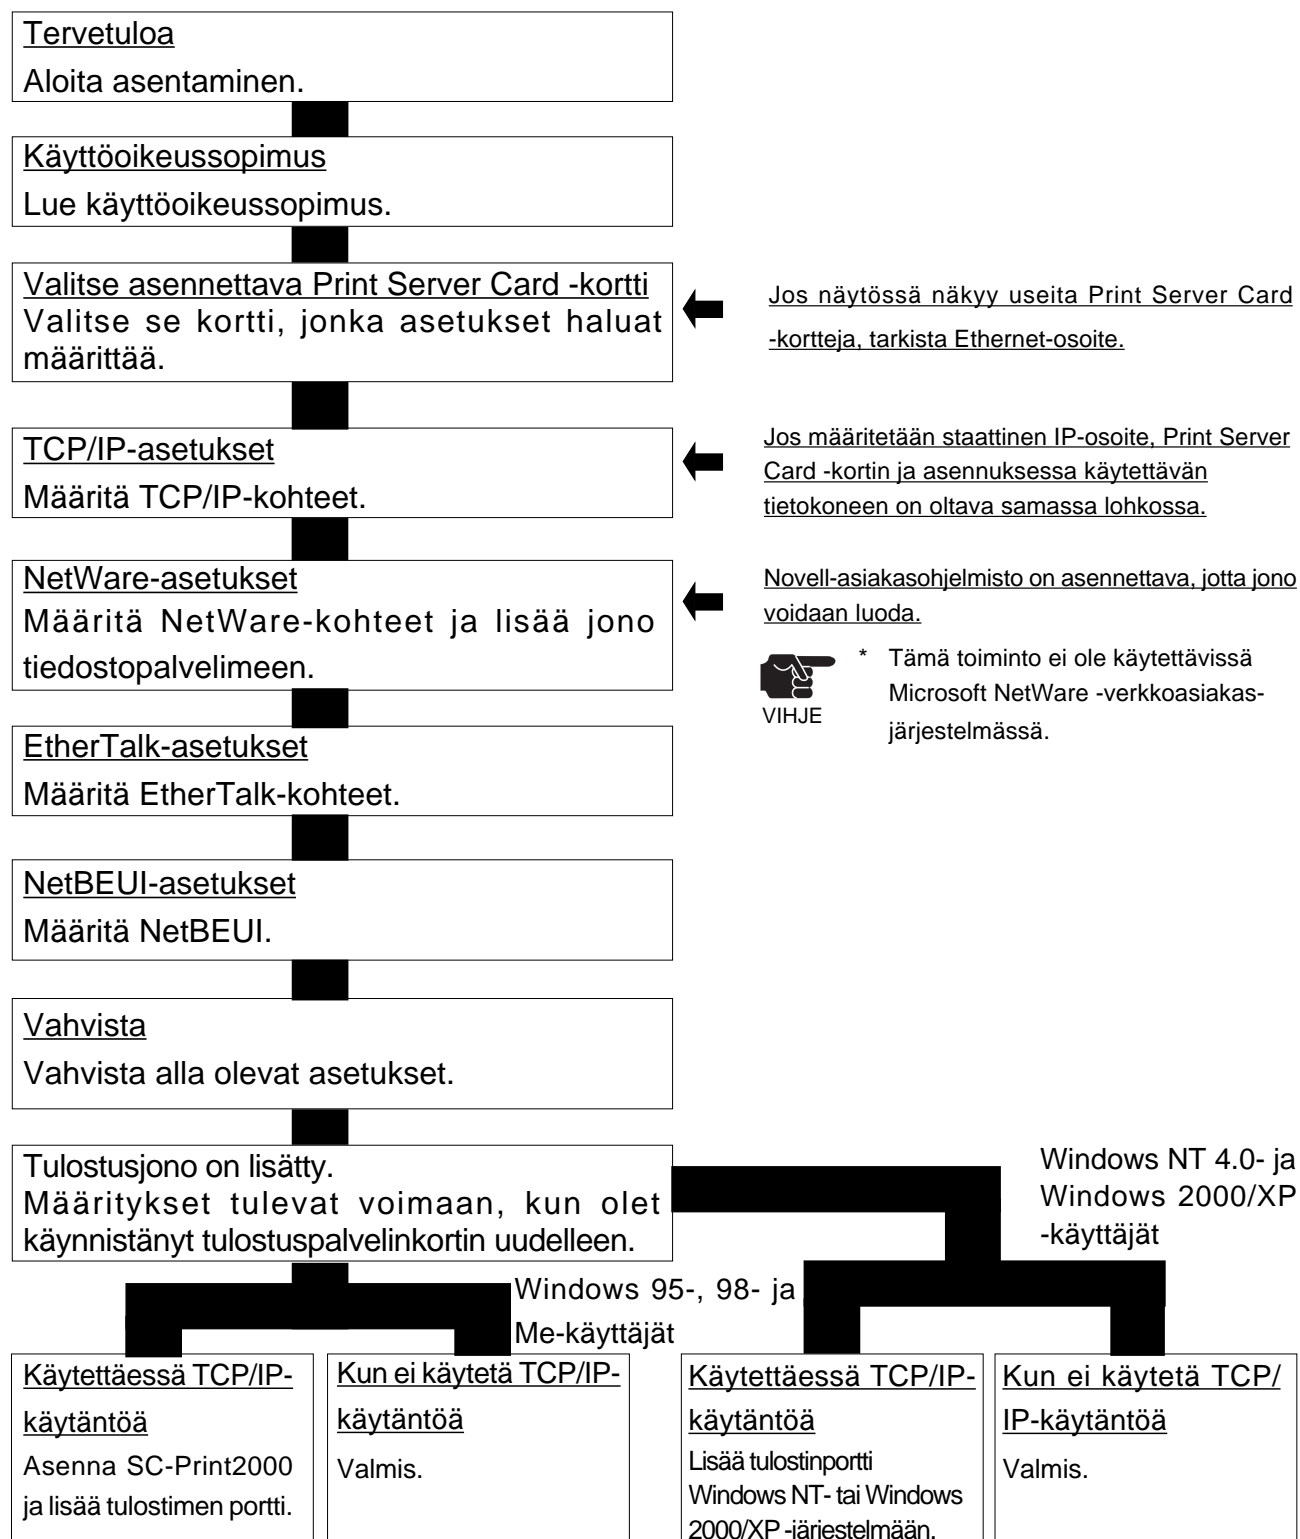 Tervetuloa
Aloita asentaminen.
Käyttöoikeussopimus
Lue käyttöoikeussopimus.
Valitse asennettava Print Server Card -kortti
Valitse se kortti, jonka asetukset haluat
määrittää.
Jos näytössä näkyy useita Print Server Card
-kortteja, tarkista Ethernet-osoite.
TCP/IP-asetukset
Määritä TCP/IP-kohteet.
Jos määritetään staattinen IP-osoite, Print Server
Card -kortin ja asennuksessa käytettävän
tietokoneen on oltava samassa lohkossa.
NetWare-asetukset
Määritä NetWare-kohteet ja lisää jono
tiedostopalvelimeen.
Novell-asiakasohjelmisto on asennettava, jotta jono
voidaan luoda.
VIHJE
* Tämä toiminto ei ole käytettävissä
Microsoft NetWare -verkkoasiakas-
järjestelmässä.
EtherTalk-asetukset
Määritä EtherTalk-kohteet.
NetBEUI-asetukset
Määritä NetBEUI.
Vahvista
Vahvista alla olevat asetukset.
Tulostusjono on lisätty.
Määritykset tulevat voimaan, kun olet
käynnistänyt tulostuspalvelinkortin uudelleen.
Windows NT 4.0- ja
Windows 2000/XP
-käyttäjät
Windows 95-, 98- ja
Me-käyttäjät
Käytettäessä TCP/IP-
käytäntöä
Asenna SC-Print2000
ja lisää tulostimen portti.
Kun ei käytetä TCP/IP-
käytäntöä
Valmis.
Käytettäessä TCP/IP-
käytäntöä
Lisää tulostinportti
Windows NT- tai Windows
2000/XP -järjestelmään.
Kun ei käytetä TCP/
IP-käytäntöä
Valmis.